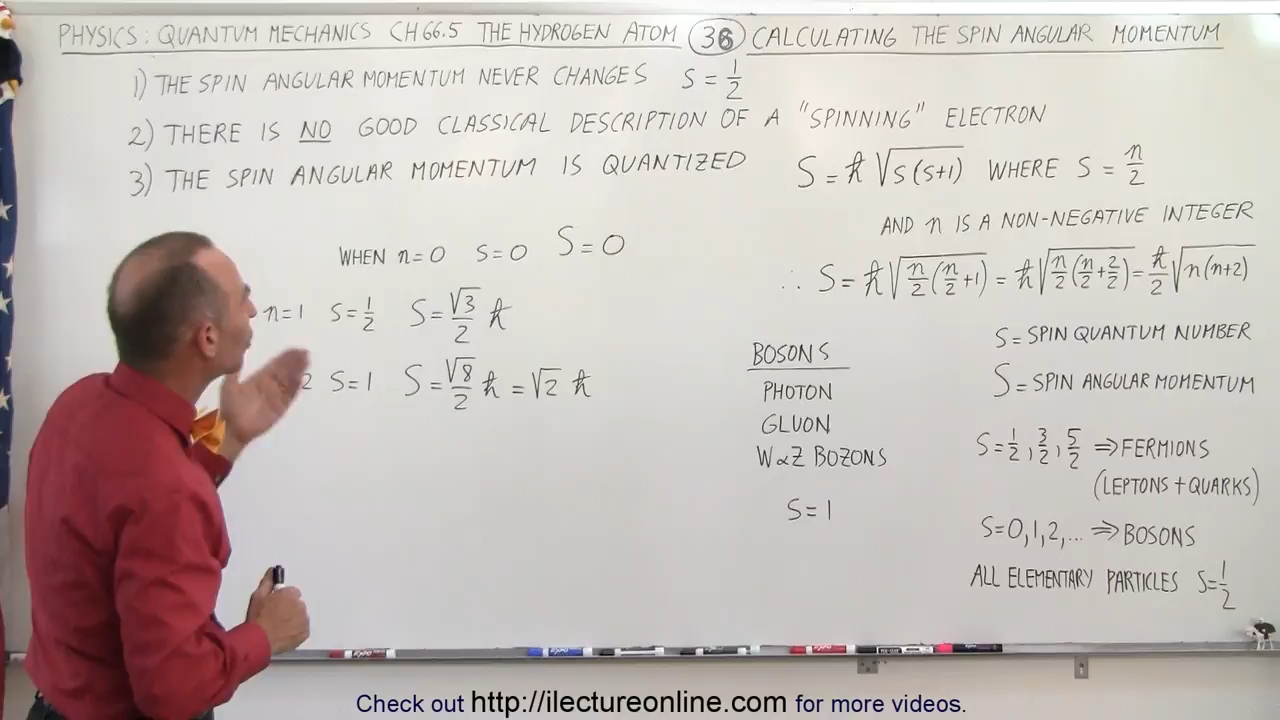 PHYSICS: QUANTUM MECHANICS CH 66.5 THE HYDROGEN ATOM 36 CALCULATING THE SPIN ANGULAR MOMENTUM
1) THE SPIN ANGULAR MOMENTUM NEVER CHANGES s = 1/2
2) THERE IS NO GOOD CLASSICAL DESCRIPTION OF A "SPINNING" ELECTRON
3) THE SPIN ANGULAR MOMENTUM IS QUANTIZED
WHEN n=0 s=0 S=0
n=1 s=1/2 S=√3/2 ħ
2 s=1 S=√8/2 ħ = √2 ħ
S = ħ √s(s+1) WHERE s = n/2
AND n IS A NON-NEGATIVE INTEGER
∴ S = ħ√n/2(n/2+1) = ħ√n/2(n/2+2/2) = ħ/2 √n(n+2)
s = SPIN QUANTUM NUMBER
S = SPIN ANGULAR MOMENTUM
BOSONS
PHOTON
GLUON
W & Z BOZONS
s=1
s=1/2, 3/2, 5/2 ⇒ FERMIONS
(LEPTONS + QUARKS)
s=0,1,2,... ⇒ BOSONS
ALL ELEMENTARY PARTICLES s=1/2
Check out http://ilectureonline.com for more videos.